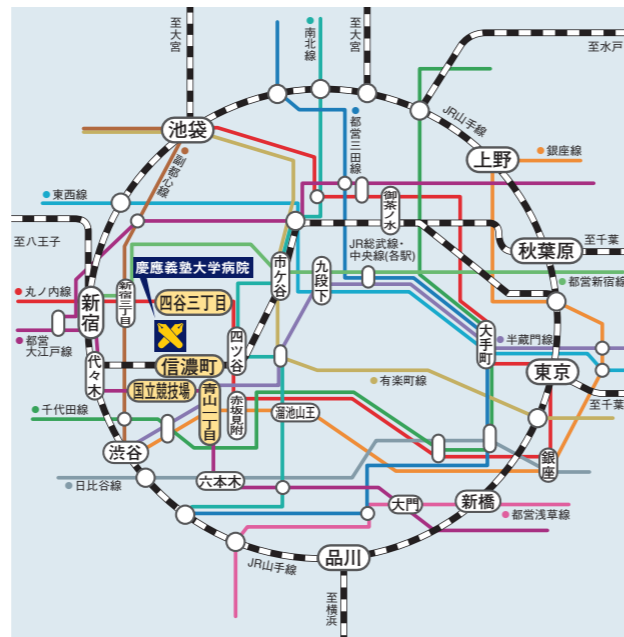 至大宮
南北線
至大宮
至水戸
JR山手線
池袋
都営三田線
上野
銀座線
副都心線
東西線
御茶ノ水
至八王子
JR総武線・
中央線(各駅)
秋葉原
至千葉
慶應義塾大学病院
市ケ谷
九段下
都営新宿線
新宿三丁目
丸ノ内線
新宿
四谷三丁目
都営
大江戸線
四ツ谷
大手町
半蔵門線
代々木
信濃町
東京
国立競技場
青山一丁目
赤坂見附
有楽町線
至千葉
千代田線
溜池山王
渋谷
日比谷線
六本木
銀座
大門
新橋
都営浅草線
JR山手線
品川
至横浜